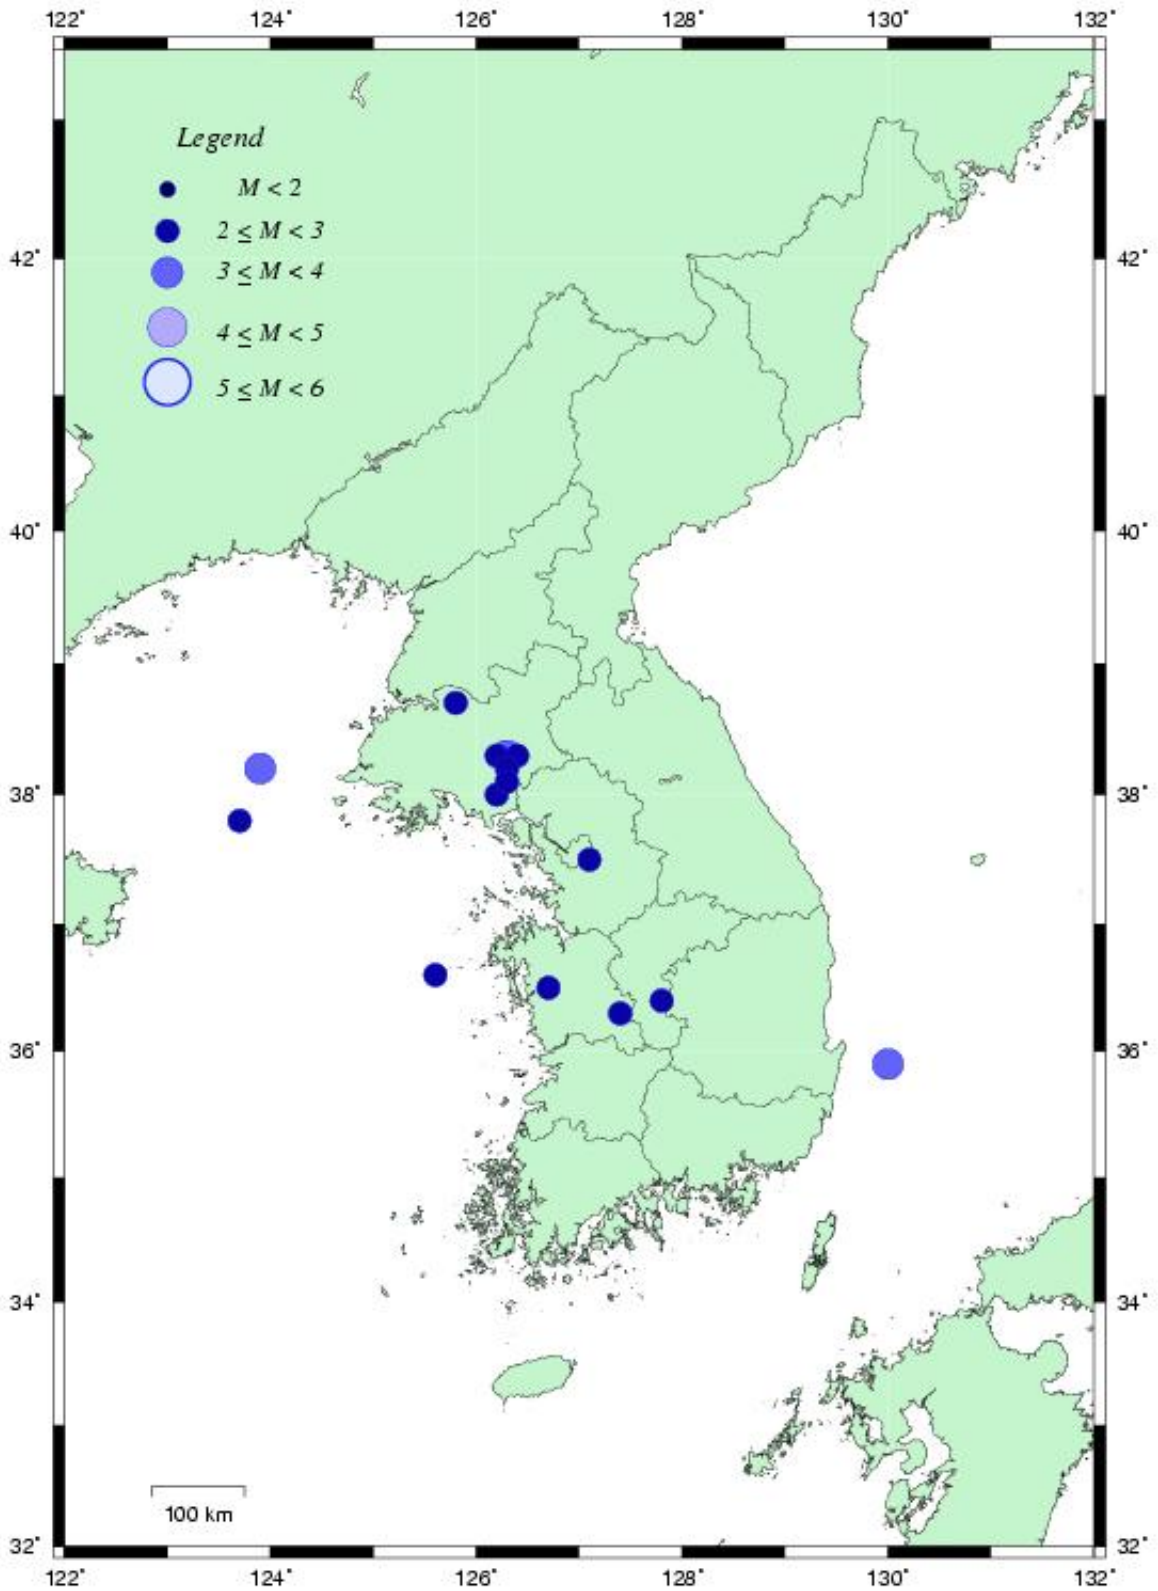 122° 124° 126° 128° 130° 132°
Legend
M < 2
2 ≤ M < 3
42° 42°
3 ≤ M < 4
4 ≤ M < 5
5 ≤ M < 6
40° 40°
38° 38°
36° 36°
34° 34°
100 km
32° 32°
122° 124° 126° 128° 130° 132°